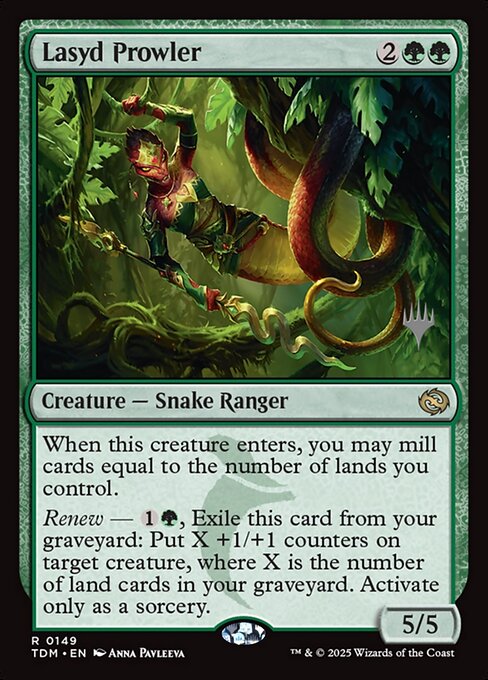 Lasyd Prowler 2
Creature — Snake Ranger
When this creature enters, you may mill
cards equal to the number of lands you
control.
Renew — 1, Exile this card from your
graveyard: Put X +1/+1 counters on
target creature, where X is the number
of land cards in your graveyard. Activate
only as a sorcery.
5/5
R 0149
TDM • EN Anna Pavleeva
™ & © 2025 Wizards of the Coast